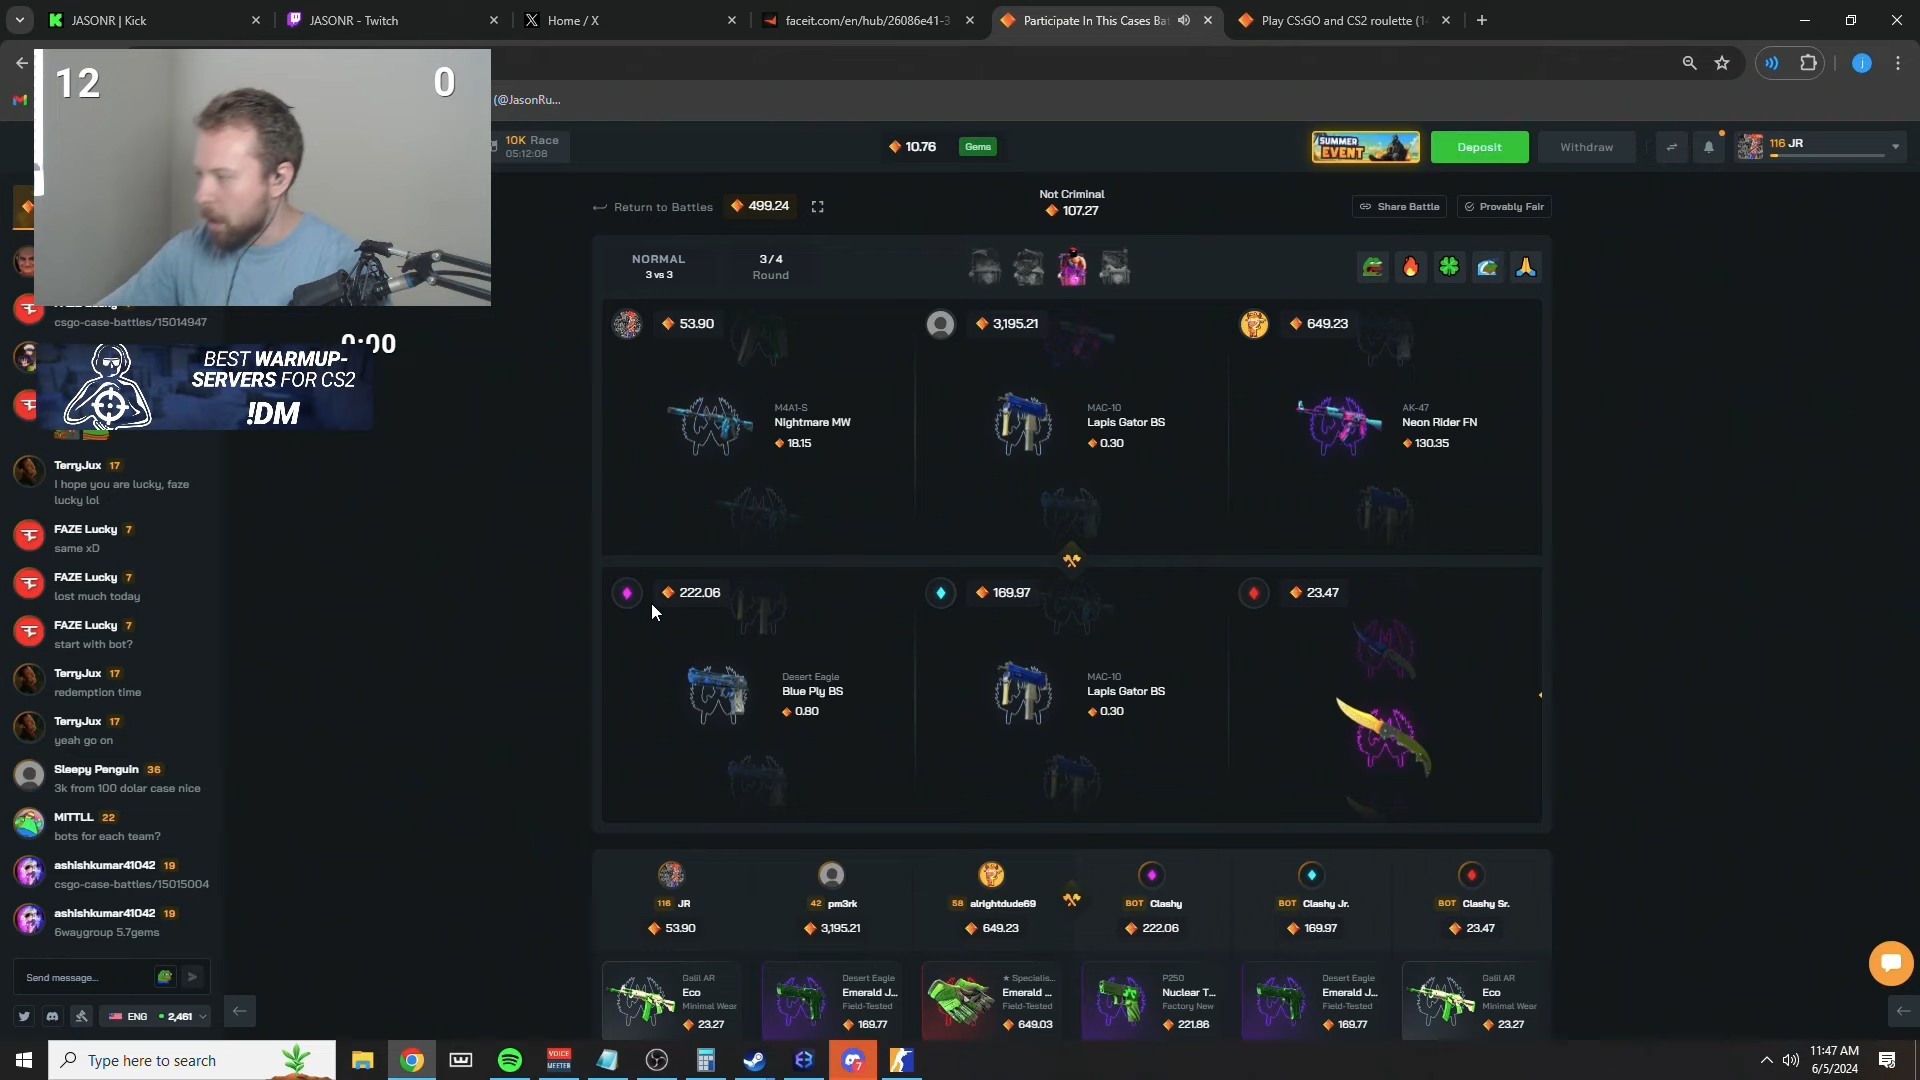 JASONR | Kick
JASONR - Twitch
Home / X
faceit.com/en/hub/26086e41-3
Participate In This Cases Bat
Play CS:GO and CS2 roulette (1
12
0
(@JasonRu...
10K Race
05:12:08
10.76
Gems
SUMMER EVENT
Deposit
Withdraw
116 JR
Return to Battles
499.24
Not Criminal
107.27
Share Battle
Provably Fair
NORMAL
3 vs 3
3/4
Round
53.90
3,195.21
649.23
M4A1-S
Nightmare MW
18.15
MAC-10
Lapis Gator BS
0.30
AK-47
Neon Rider FN
130.35
222.06
169.97
23.47
Desert Eagle
Blue Ply BS
0.80
MAC-10
Lapis Gator BS
0.30
116 JR
53.90
42 pm3rk
3,195.21
58 alrightdude69
649.23
BOT Clashy
222.06
BOT Clashy Jr.
169.97
BOT Clashy Sr.
23.47
Galil AR
Eco
Minimal Wear
23.27
Desert Eagle
Emerald J...
Field-Tested
169.77
★ Specialis...
Emerald ...
Field-Tested
649.03
P250
Nuclear T...
Factory New
221.86
Desert Eagle
Emerald J...
Field-Tested
169.77
Galil AR
Eco
Minimal Wear
23.27
csgo-case-battles/15014947
0:00
BEST WARMUP-
SERVERS FOR CS2
!DM
TerryJux 17
I hope you are lucky, faze
lucky lol
FAZE Lucky 7
same xD
FAZE Lucky 7
lost much today
FAZE Lucky 7
start with bot?
TerryJux 17
redemption time
TerryJux 17
yeah go on
Sleepy Penguin 36
3k from 100 dolar case nice
MITTLL 22
bots for each team?
ashishkumar41042 19
csgo-case-battles/15015004
ashishkumar41042 19
6waygroup 5.7gems
Send message...
ENG
2,461
Type here to search
VOICE
MEETER
7
11:47 AM
6/5/2024